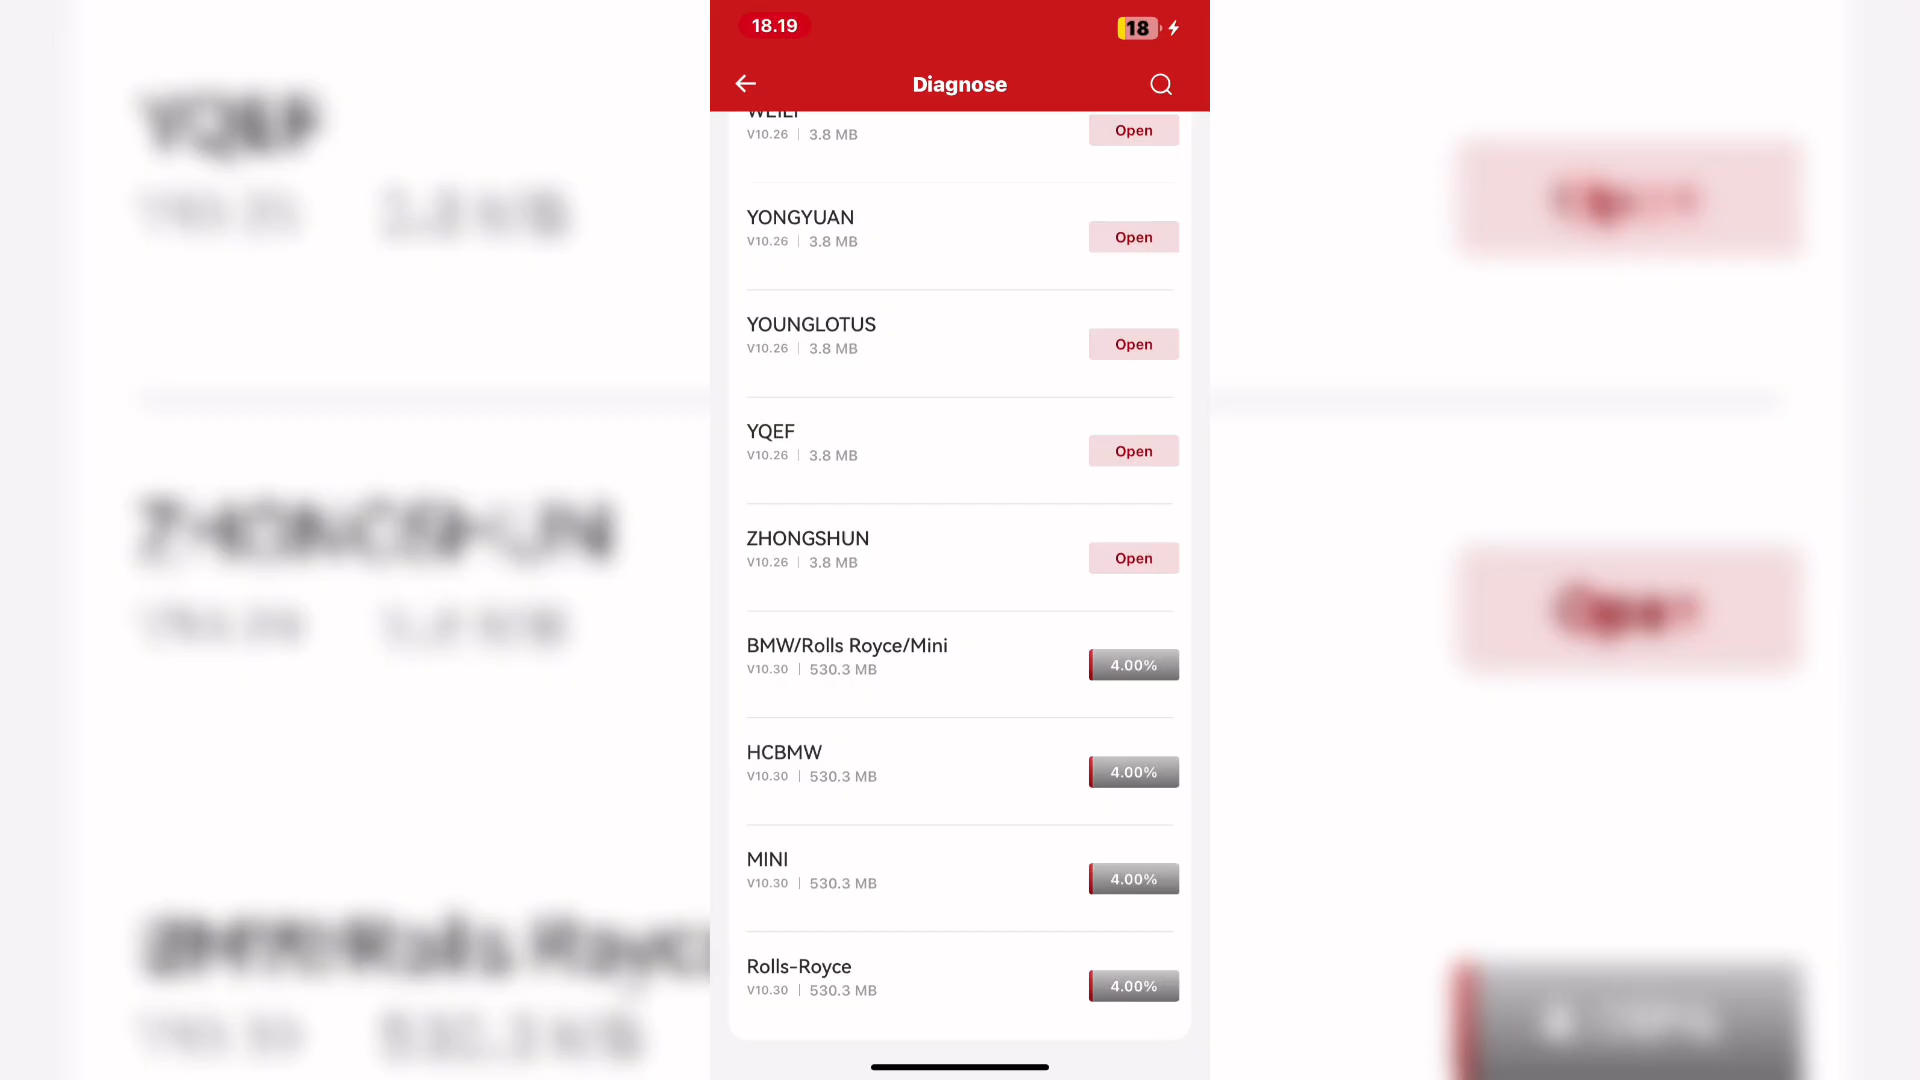 18.19
18
Diagnose
V10.26 | 3.8 MB
Open
YONGYUAN
V10.26 | 3.8 MB
Open
YOUNGLOTUS
V10.26 | 3.8 MB
Open
YQEF
V10.26 | 3.8 MB
Open
ZHONGSHUN
V10.26 | 3.8 MB
Open
BMW/Rolls Royce/Mini
V10.30 | 530.3 MB
4.00%
HCBMW
V10.30 | 530.3 MB
4.00%
MINI
V10.30 | 530.3 MB
4.00%
Rolls-Royce
V10.30 | 530.3 MB
4.00%